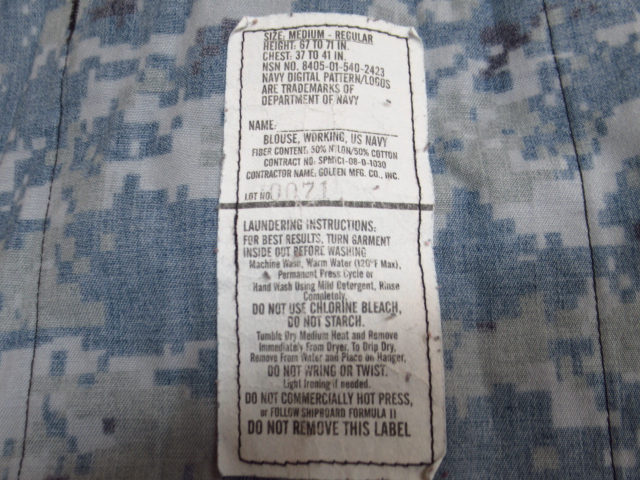 SIZE: MEDIUM - REGULAR
HEIGHT: 67 TO 71 IN.
CHEST: 37 TO 41 IN.
NSN NO. 8405-01-540-2423
NAVY DIGITAL PATTERN/LOGOS
ARE TRADEMARKS OF
DEPARTMENT OF NAVY
NAME:
BLOUSE, WORKING, US NAVY
FIBER CONTENT: 50% NYLON/50% COTTON
CONTRACT NO. SPM1C1-08-D-1030
CONTRACTOR NAME, GOLEEN MFG. CO., INC.
LOT NO. 0071
LAUNDERING INSTRUCTIONS:
FOR BEST RESULTS, TURN GARMENT
INSIDE OUT BEFORE WASHING
Machine Wash, Warm Water (120°F Max),
Permanent Press Cycle or
Hand Wash Using Mild Detergent, Rinse
Completely.
DO NOT USE CHLORINE BLEACH,
DO NOT STARCH.
Tumble Dry Medium Heat and Remove
Immediately From Dryer. To Drip Dry,
Remove From Water and Place on Hanger.
DO NOT WRING OR TWIST.
Light Ironing if needed.
DO NOT COMMERCIALLY HOT PRESS,
or FOLLOW SHIPBOARD FORMULA II
DO NOT REMOVE THIS LABEL